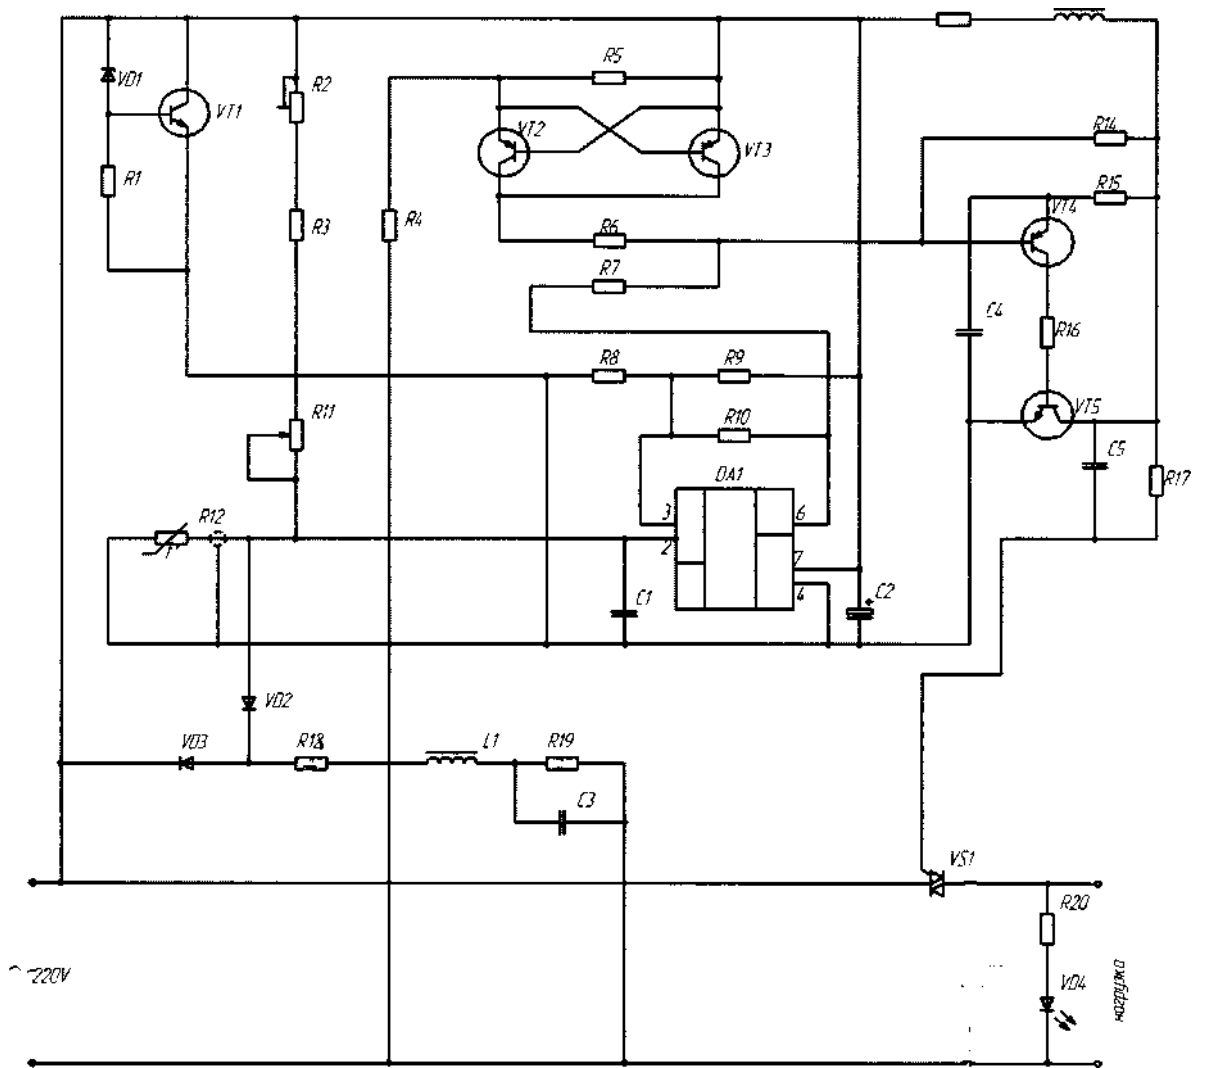 R5
VD1
R2
VT1
VT2
VT3
R14
R1
R15
VT4
R3
R4
R6
R7
C4
R16
R8
R9
R11
R10
VT5
C5
DA1
R17
3
6
R12
2
7
4
C1
C2
VD2
VD3
R18
L1
R19
C3
VS1
R20
~220V
VD4
нагрузка